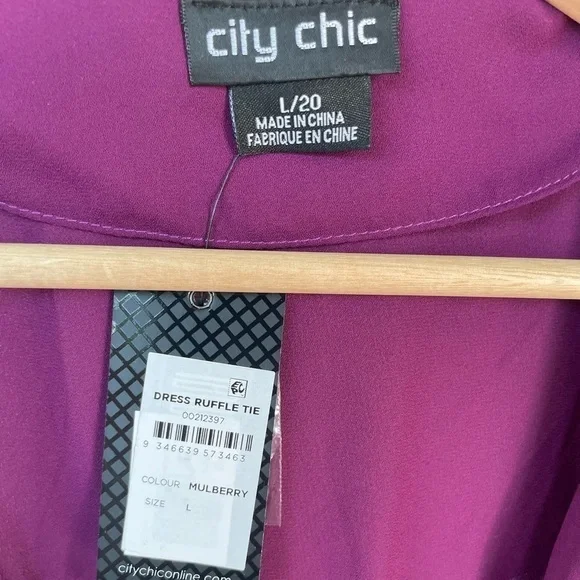 city chic
L/20
MADE IN CHINA
FABRIQUE EN CHINE
DRESS RUFFLE TIE
00212397
9 346639 573463
COLOUR MULBERRY
SIZE L
citychiconline.com